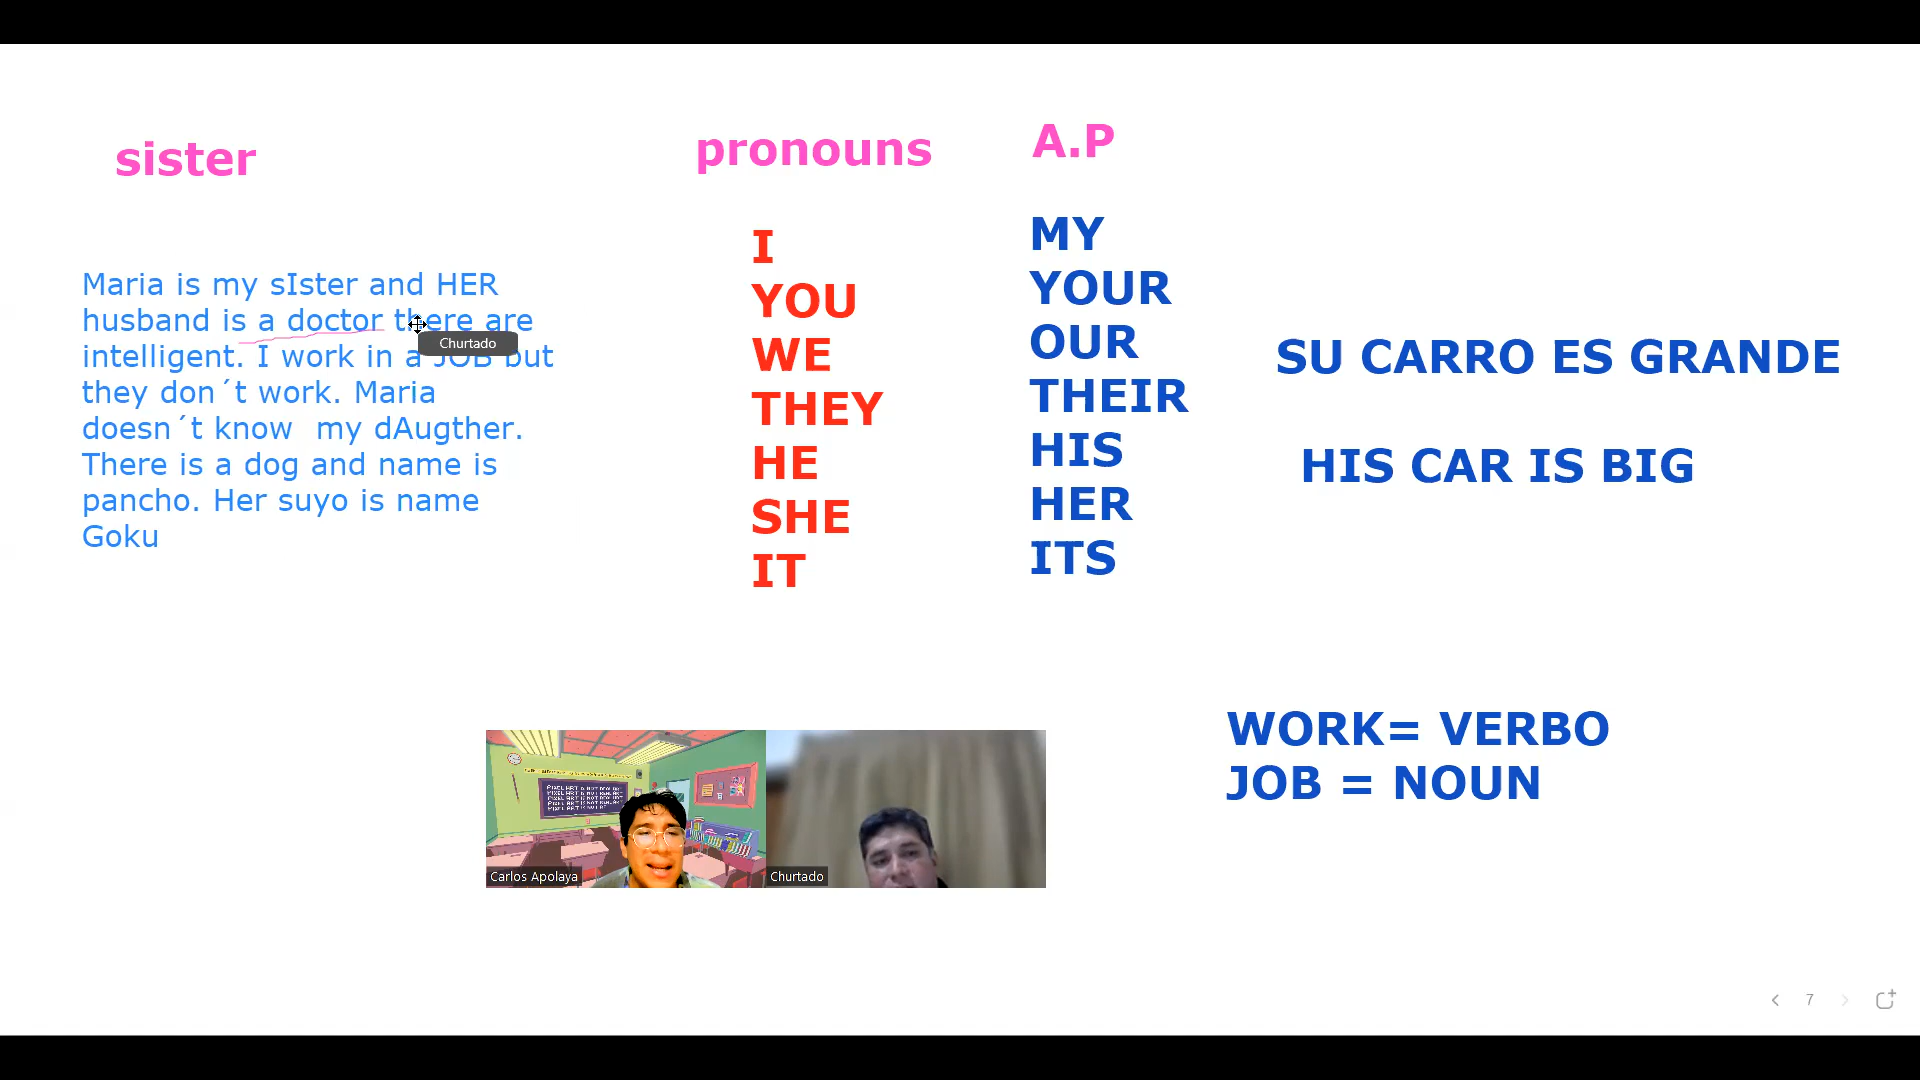 sister
Maria is my sIster and HER
husband is a doctor there are
intelligent. I work in a JOB but
they don´t work. Maria
doesn´t know  my dAugther.
There is a dog and name is
pancho. Her suyo is name
Goku
Churtado
pronouns
I
YOU
WE
THEY
HE
SHE
IT
A.P
MY
YOUR
OUR
THEIR
HIS
HER
ITS
SU CARRO ES GRANDE
HIS CAR IS BIG
WORK= VERBO
JOB = NOUN
Carlos Apolaya
Churtado
7